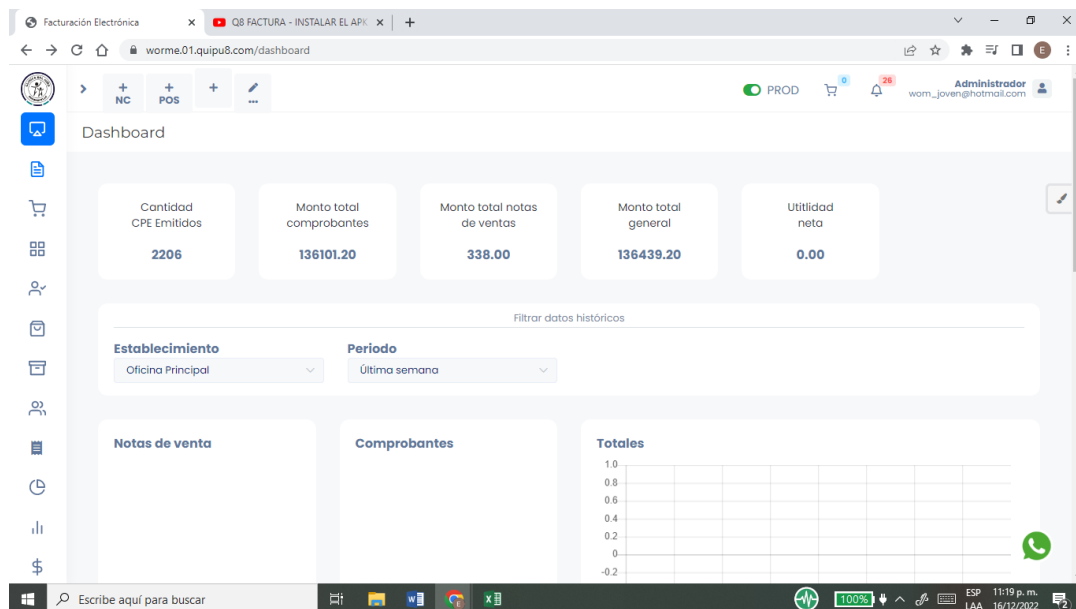 Facturación Electrónica
Q8 FACTURA - INSTALAR EL APK
worme.01.quipu8.com/dashboard
E
+ NC
+ POS
+
...
PROD
0
26
Administrador
wom_joven@hotmail.com
Dashboard
Cantidad
CPE Emitidos
2206
Monto total
comprobantes
136101.20
Monto total notas
de ventas
338.00
Monto total
general
136439.20
Utitlidad
neta
0.00
Filtrar datos históricos
Establecimiento
Oficina Principal
Periodo
Última semana
Notas de venta
Comprobantes
Totales
1.0
0.8
0.6
0.4
0.2
0
-0.2
Escribe aquí para buscar
100%
ESP
LAA
11:19 p. m.
16/12/2022
2